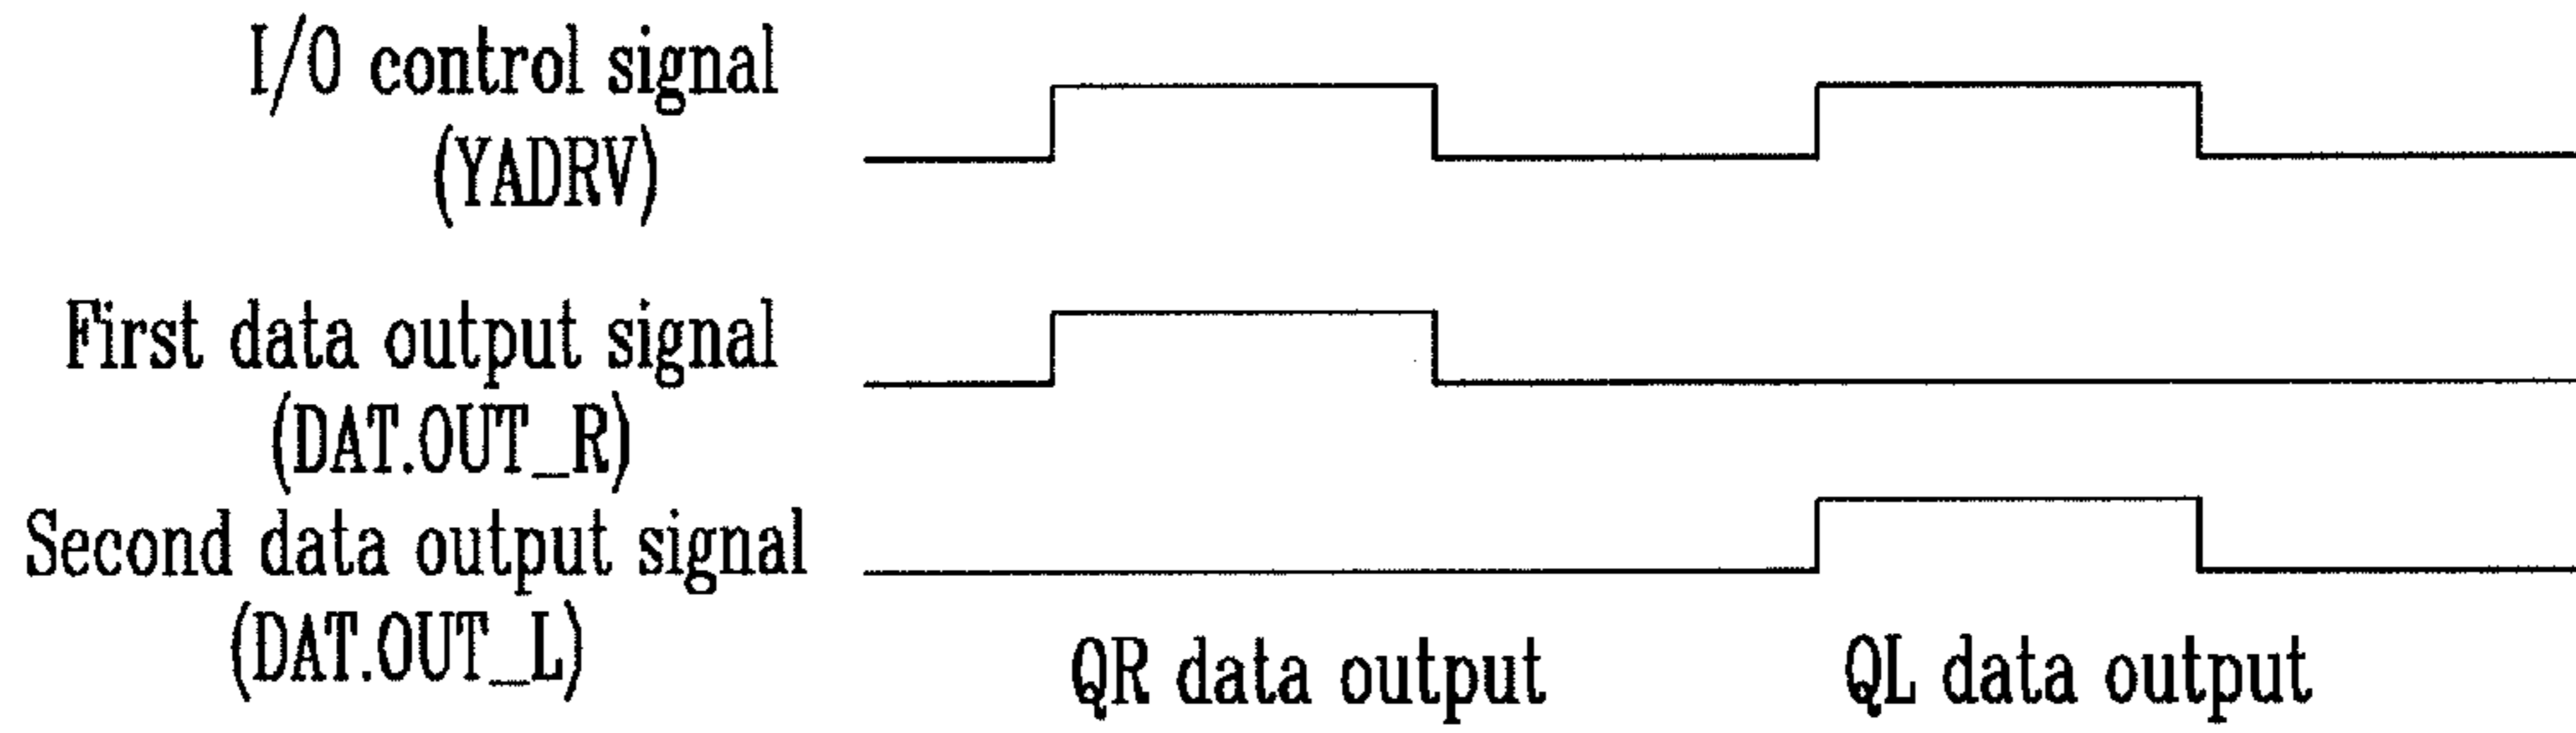 I/O control signal
(YADRV)
First data output signal
(DAT.OUT_R)
Second data output signal
(DAT.OUT_L)
QR data output
QL data output